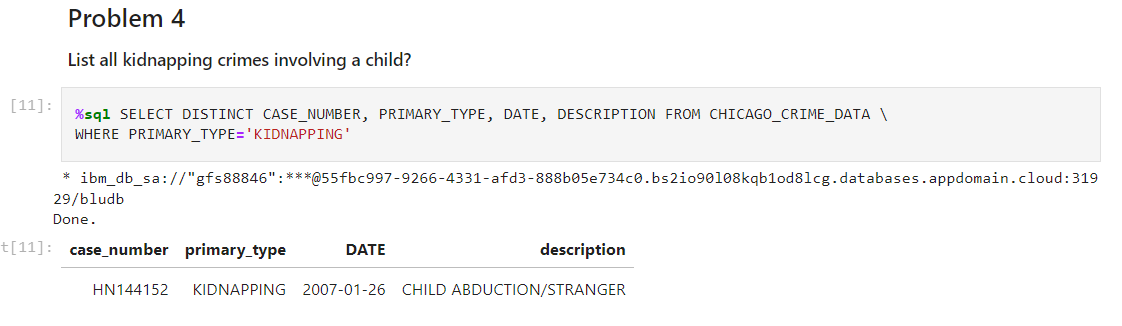 Problem 4
List all kidnapping crimes involving a child?
[11]: %sql SELECT DISTINCT CASE_NUMBER, PRIMARY_TYPE, DATE, DESCRIPTION FROM CHICAGO_CRIME_DATA \
WHERE PRIMARY_TYPE='KIDNAPPING'
* ibm_db_sa://"gfs88846":***@55fbc997-9266-4331-afd3-888b05e734c0.bs2io90l08kqb1od8lcg.databases.appdomain.cloud:319
29/bludb
Done.
t[11]: case_number primary_type DATE description
HN144152 KIDNAPPING 2007-01-26 CHILD ABDUCTION/STRANGER